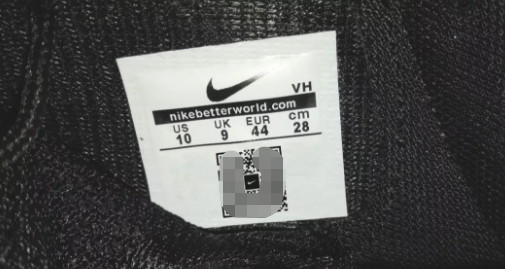 VH
nikebetterworld.com
US UK EUR cm
10 9 44 28